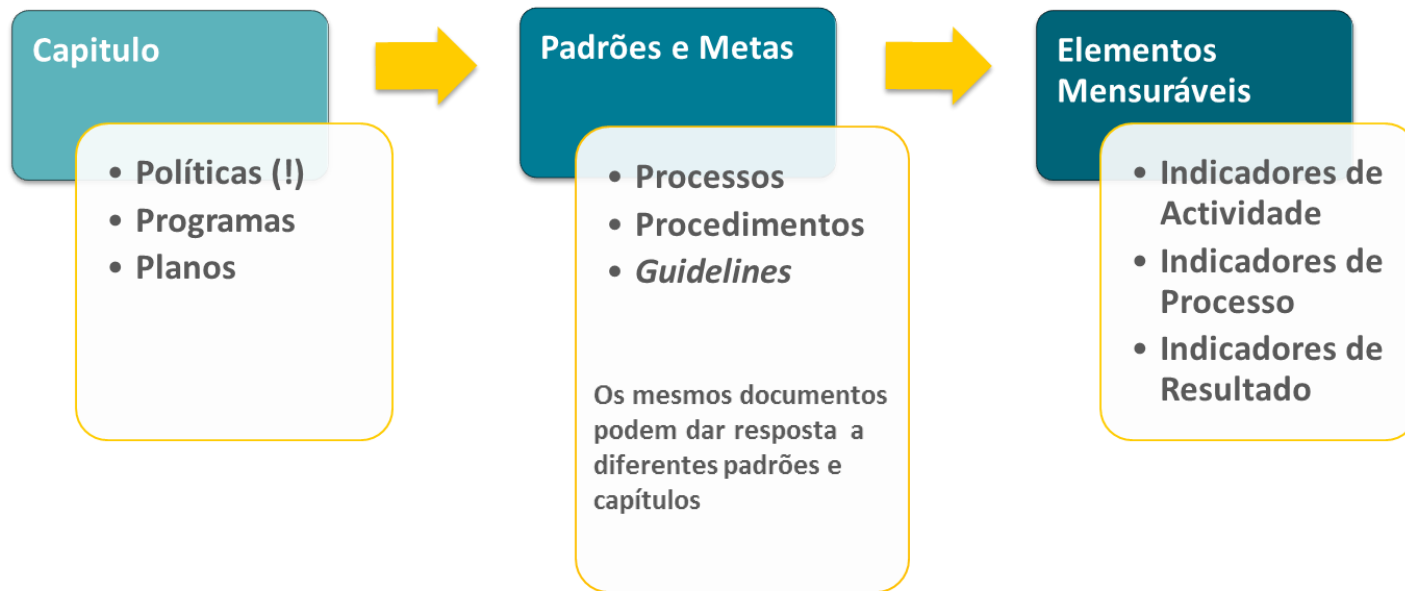 Capitulo
• Políticas (!)
• Programas
• Planos
Padrões e Metas
• Processos
• Procedimentos
• Guidelines
Os mesmos documentos
podem dar resposta a
diferentes padrões e
capítulos
Elementos
Mensuráveis
• Indicadores de
Actividade
• Indicadores de
Processo
• Indicadores de
Resultado